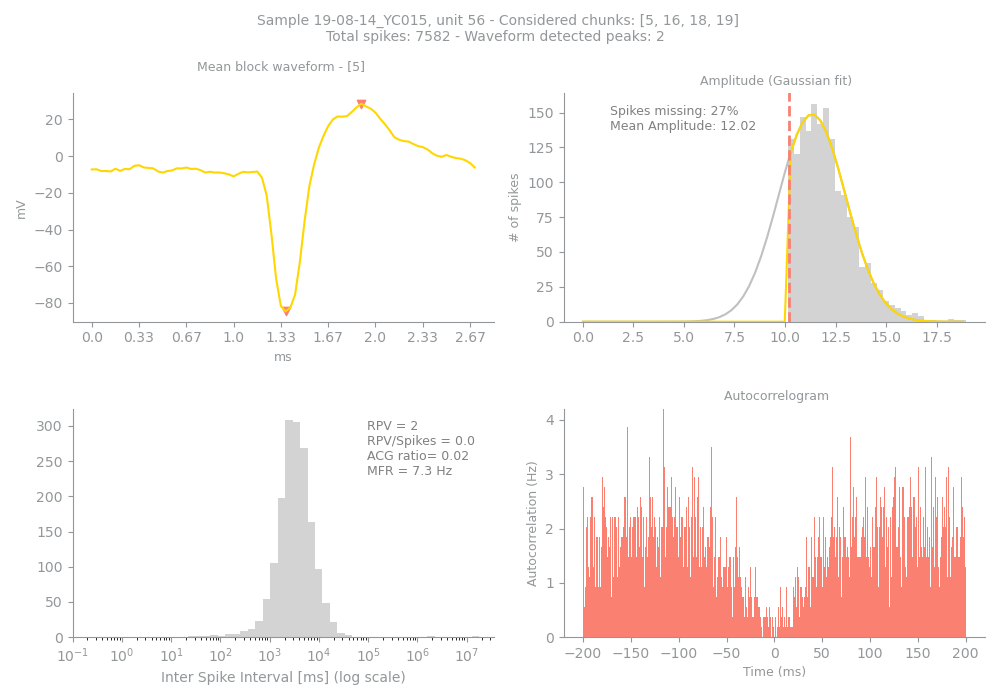 Sample 19-08-14_YC015, unit 56 - Considered chunks: [5, 16, 18, 19]
Total spikes: 7582 - Waveform detected peaks: 2
Mean block waveform - [5]
20
0
−20
−40
−60
−80
mV
0.0 0.33 0.67 1.0 1.33 1.67 2.0 2.33 2.67
ms
Amplitude (Gaussian fit)
Spikes missing: 27%
Mean Amplitude: 12.02
150
125
100
75
50
25
0
# of spikes
0.0 2.5 5.0 7.5 10.0 12.5 15.0 17.5
300
250
200
150
100
50
0
RPV = 2
RPV/Spikes = 0.0
ACG ratio= 0.02
MFR = 7.3 Hz
10⁻¹ 10⁰ 10¹ 10² 10³ 10⁴ 10⁵ 10⁶ 10⁷
Inter Spike Interval [ms] (log scale)
Autocorrelogram
4
3
2
1
0
Autocorrelation (Hz)
−200 −150 −100 −50 0 50 100 150 200
Time (ms)